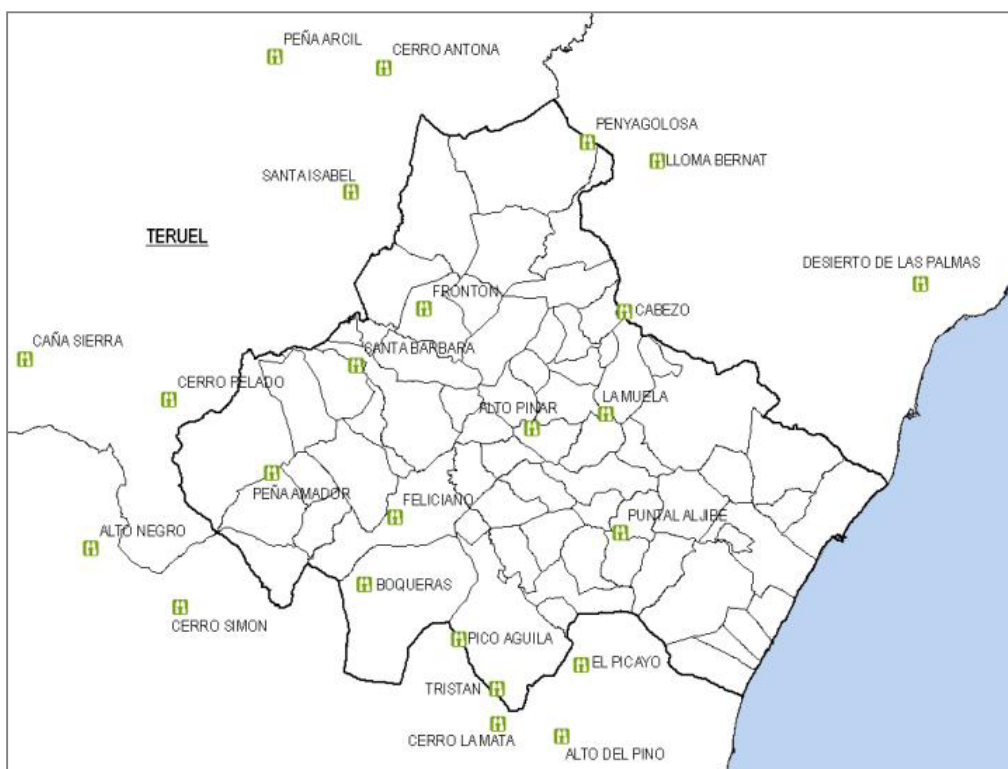 PEÑA ARCIL
CERRO ANTONA
PENYAGOLOSA
LLOMA BERNAT
SANTA ISABEL
TERUEL
DESIERTO DE LAS PALMAS
FRONTON
CABEZO
CAÑA SIERRA
SANTA BARBARA
CERRO PELADO
LA MUELA
ALTO PINAR
PEÑA AMADOR
FELICIANO
PUNTAL ALJIBE
ALTO NEGRO
BOQUERAS
CERRO SIMON
PICO AGUILA
EL PICAYO
TRISTAN
CERRO LA MATA
ALTO DEL PINO